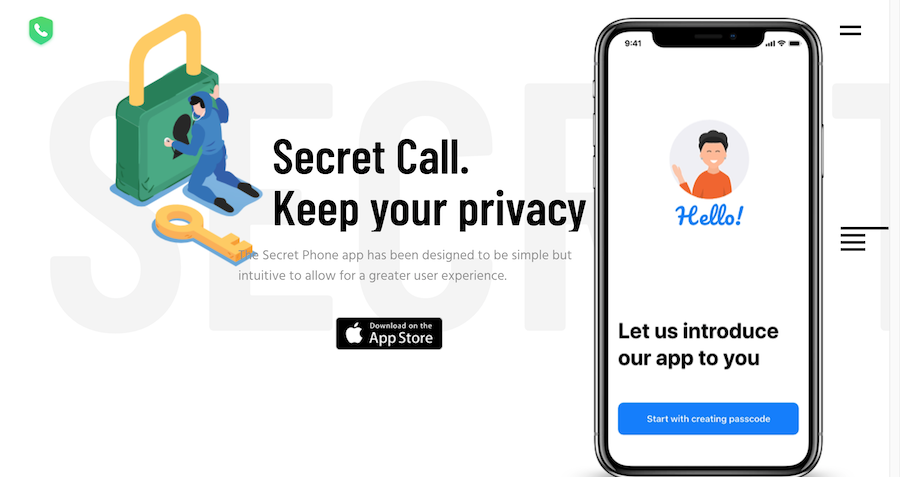 SECRET
Secret Call.
Keep your privacy
The Secret Phone app has been designed to be simple but
intuitive to allow for a greater user experience.
Download on the
App Store
9:41
Hello!
Let us introduce
our app to you
Start with creating passcode